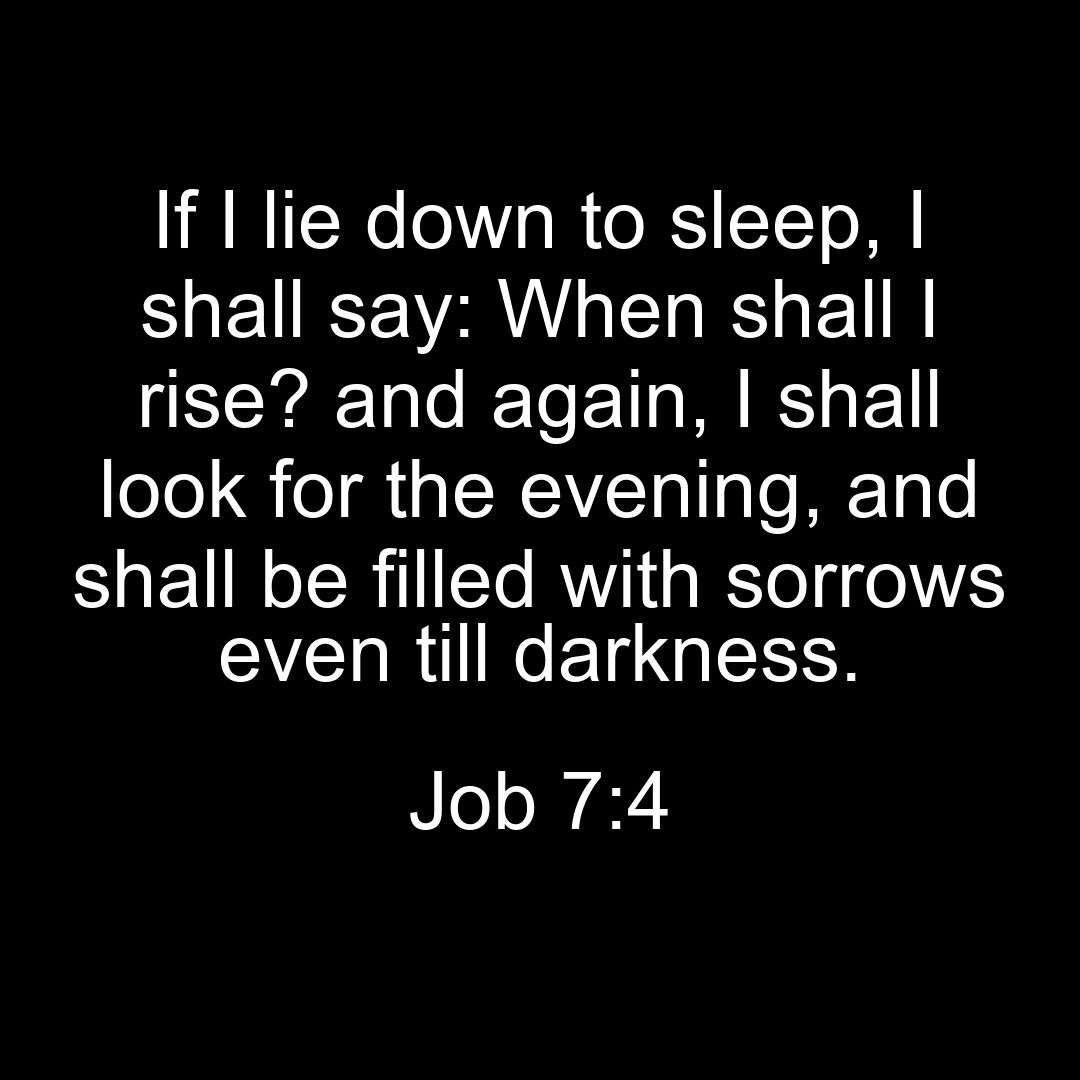 If I lie down to sleep, I
shall say: When shall I
rise? and again, I shall
look for the evening, and
shall be filled with sorrows
even till darkness.
Job 7:4